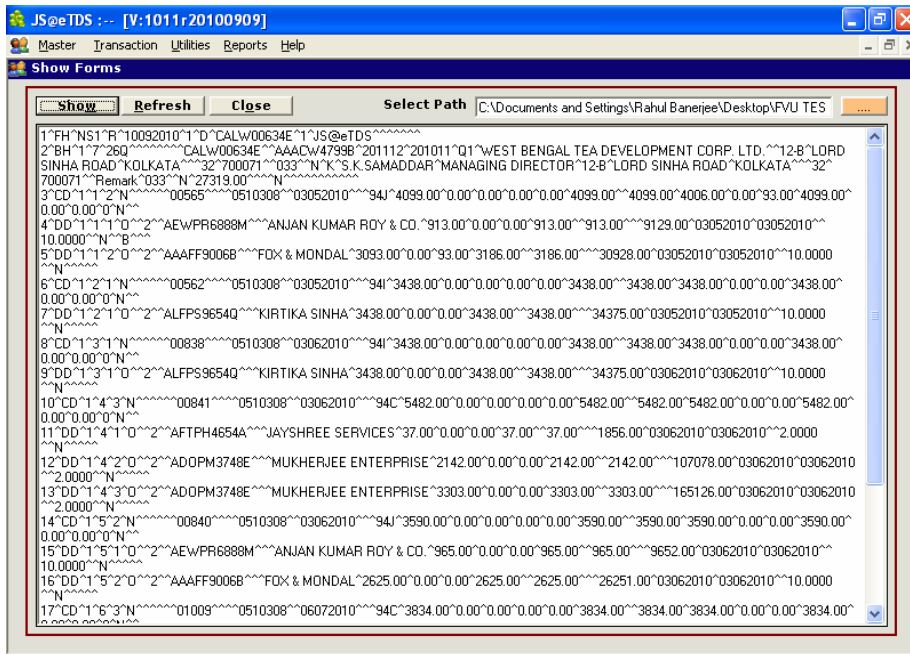 JS@eTDS :-- [V:1011r20100909]
Master Transaction Utilities Reports Help
Show Forms
Show Refresh Close Select Path C:\Documents and Settings\Rahul Banerjee\Desktop\FVU TES ....
1^FH^NS1^R^10092010^1^D^CALW00634E^1^JS@eTDS^^^^^^^
2^BH^1^7^26Q^^^^^^^^CALW00634E^^AAACW4799B^201112^201011^Q1^WEST BENGAL TEA DEVELOPMENT CORP. LTD.^^12-B^LORD
SINHA ROAD^KOLKATA^^^32^700071^^033^^N^K^S.K.SAMADDAR^MANAGING DIRECTOR^12-B^LORD SINHA ROAD^KOLKATA^^^32^
700071^^Remark^033^^N^27319.00^^^^N^^^^^^^^^^
3^CD^1^1^2^N^^^^^^00565^^^^0510308^^03052010^^^94J^4099.00^0.00^0.00^0.00^0.00^4099.00^^4099.00^4006.00^0.00^93.00^4099.00^
0.00^0.00^0^N^^
4^DD^1^1^1^O^^2^^AEWPR6888M^^^ANJAN KUMAR ROY & CO.^913.00^0.00^0.00^913.00^^913.00^^^9129.00^03052010^03052010^^
10.0000^^N^^B^^^
5^DD^1^1^2^O^^2^^AAAFF9006B^^^FOX & MONDAL^3093.00^0.00^93.00^3186.00^^3186.00^^^30928.00^03052010^03052010^^10.0000
^^N^^^^^
6^CD^1^2^1^N^^^^^^00562^^^^0510308^^03052010^^^94I^3438.00^0.00^0.00^0.00^0.00^3438.00^^3438.00^3438.00^0.00^0.00^3438.00^
0.00^0.00^0^N^^
7^DD^1^2^1^O^^2^^ALFPS9654Q^^^KIRTIKA SINHA^3438.00^0.00^0.00^3438.00^^3438.00^^^34375.00^03052010^03052010^^10.0000
^^N^^^^^
8^CD^1^3^1^N^^^^^^00838^^^^0510308^^03062010^^^94I^3438.00^0.00^0.00^0.00^0.00^3438.00^^3438.00^3438.00^0.00^0.00^3438.00^
0.00^0.00^0^N^^
9^DD^1^3^1^O^^2^^ALFPS9654Q^^^KIRTIKA SINHA^3438.00^0.00^0.00^3438.00^^3438.00^^^34375.00^03062010^03062010^^10.0000
^^N^^^^^
10^CD^1^4^3^N^^^^^^00841^^^^0510308^^03062010^^^94C^5482.00^0.00^0.00^0.00^0.00^5482.00^^5482.00^5482.00^0.00^0.00^5482.00^
0.00^0.00^0^N^^
11^DD^1^4^1^O^^2^^AFTPH4654A^^^JAYSHREE SERVICES^37.00^0.00^0.00^37.00^^37.00^^^1856.00^03062010^03062010^^2.0000
^^N^^^^^
12^DD^1^4^2^O^^2^^ADOPM3748E^^^MUKHERJEE ENTERPRISE^2142.00^0.00^0.00^2142.00^^2142.00^^^107078.00^03062010^03062010
^^2.0000^^N^^^^^
13^DD^1^4^3^O^^2^^ADOPM3748E^^^MUKHERJEE ENTERPRISE^3303.00^0.00^0.00^3303.00^^3303.00^^^165126.00^03062010^03062010
^^2.0000^^N^^^^^
14^CD^1^5^2^N^^^^^^00840^^^^0510308^^03062010^^^94J^3590.00^0.00^0.00^0.00^0.00^3590.00^^3590.00^3590.00^0.00^0.00^3590.00^
0.00^0.00^0^N^^
15^DD^1^5^1^O^^2^^AEWPR6888M^^^ANJAN KUMAR ROY & CO.^965.00^0.00^0.00^965.00^^965.00^^^9652.00^03062010^03062010^^
10.0000^^N^^^^^
16^DD^1^5^2^O^^2^^AAAFF9006B^^^FOX & MONDAL^2625.00^0.00^0.00^2625.00^^2625.00^^^26251.00^03062010^03062010^^10.0000
^^N^^^^^
17^CD^1^6^3^N^^^^^^01009^^^^0510308^^06072010^^^94C^3834.00^0.00^0.00^0.00^0.00^3834.00^^3834.00^3834.00^0.00^0.00^3834.00^
0.00^0.00^0^N^^